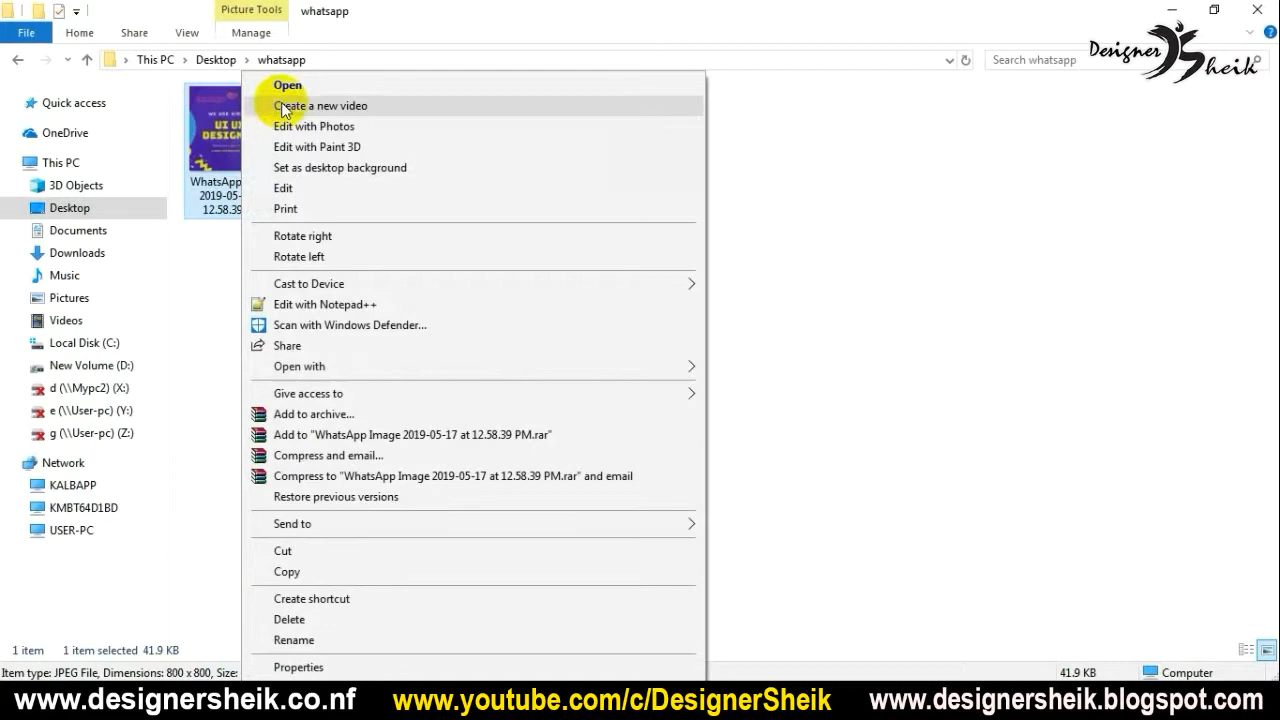 Picture Tools
whatsapp
File
Home
Share
View
Manage
This PC
Desktop
whatsapp
Search whatsapp
Designer
Sheik
Quick access
OneDrive
This PC
3D Objects
Desktop
Documents
Downloads
Music
Pictures
Videos
Local Disk (C:)
New Volume (D:)
d (\\Mypc2) (X:)
e (\\User-pc) (Y:)
g (\\User-pc) (Z:)
Network
KALBAPP
KMBT64D1BD
USER-PC
UI UX
DESIGN
WhatsApp
2019-05-
12.58.39
Open
Create a new video
Edit with Photos
Edit with Paint 3D
Set as desktop background
Edit
Print
Rotate right
Rotate left
Cast to Device
Edit with Notepad++
Scan with Windows Defender...
Share
Open with
Give access to
Add to archive...
Add to "WhatsApp Image 2019-05-17 at 12.58.39 PM.rar"
Compress and email...
Compress to "WhatsApp Image 2019-05-17 at 12.58.39 PM.rar" and email
Restore previous versions
Send to
Cut
Copy
Create shortcut
Delete
Rename
Properties
1 item
1 item selected 41.9 KB
Item type: JPEG File, Dimensions: 800 x 800, Size:
41.9 KB
Computer
www.designersheik.co.nf
www.youtube.com/c/DesignerSheik
www.designersheik.blogspot.com